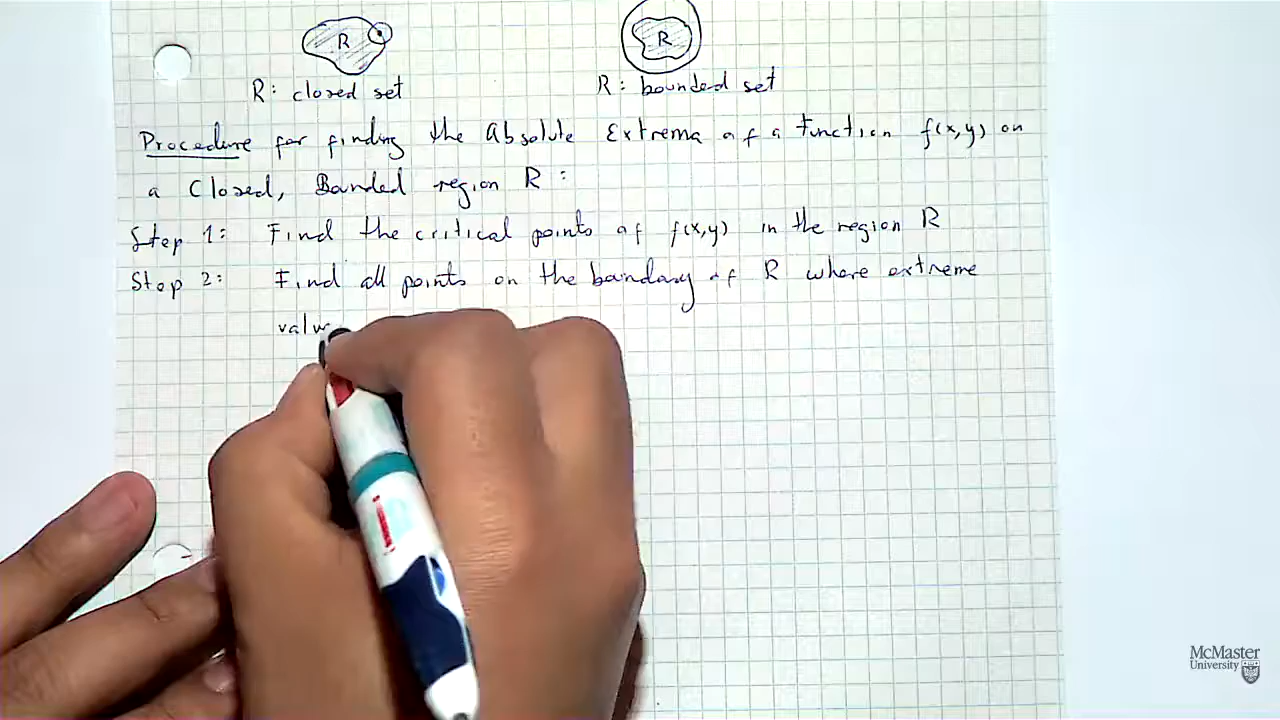 R R
R: closed set R: bounded set
Procedure for finding the Absolute Extrema of a function f(x,y) on
a Closed, Bounded region R:
Step 1: Find the critical points of f(x,y) in the region R
Step 2: Find all points on the boundary of R where extreme
valu
McMaster
University